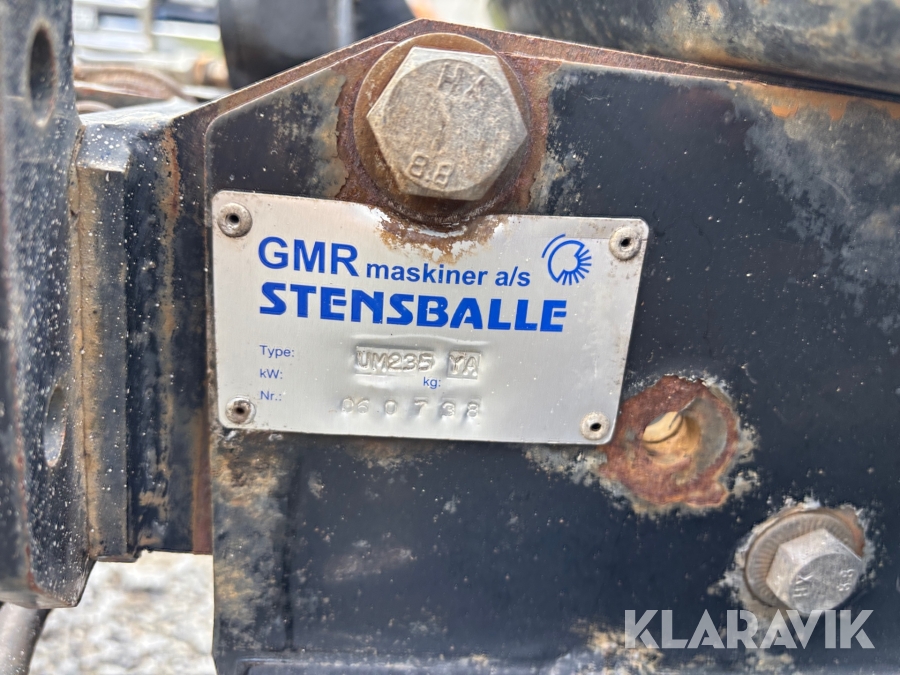 HX
8.8
GMR maskiner a/s
STENSBALLE
Type: UM235 YA
kW: kg:
Nr.: 060738
KLARAVIK